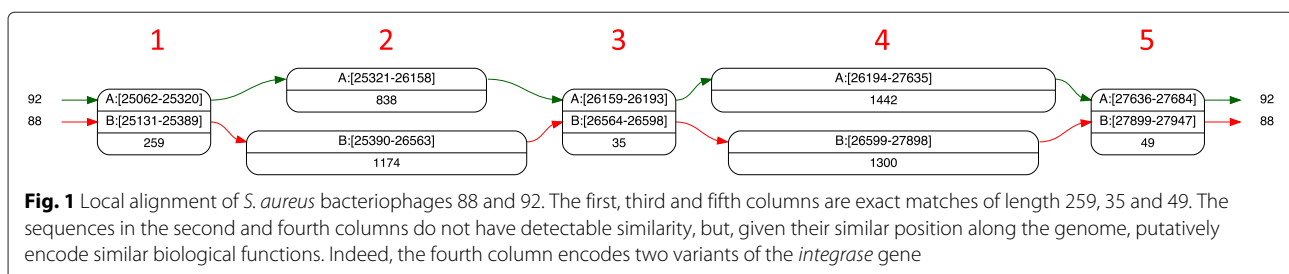 1 2 3 4 5
A:[25321-26158] A:[26194-27635]
838 1442
92 A:[25062-25320] A:[26159-26193] A:[27636-27684] 92
88 B:[25131-25389] B:[26564-26598] B:[27899-27947] 88
259 B:[25390-26563] 35 B:[26599-27898] 49
1174 1300
Fig. 1 Local alignment of S. aureus bacteriophages 88 and 92. The first, third and fifth columns are exact matches of length 259, 35 and 49. The
sequences in the second and fourth columns do not have detectable similarity, but, given their similar position along the genome, putatively
encode similar biological functions. Indeed, the fourth column encodes two variants of the integrase gene